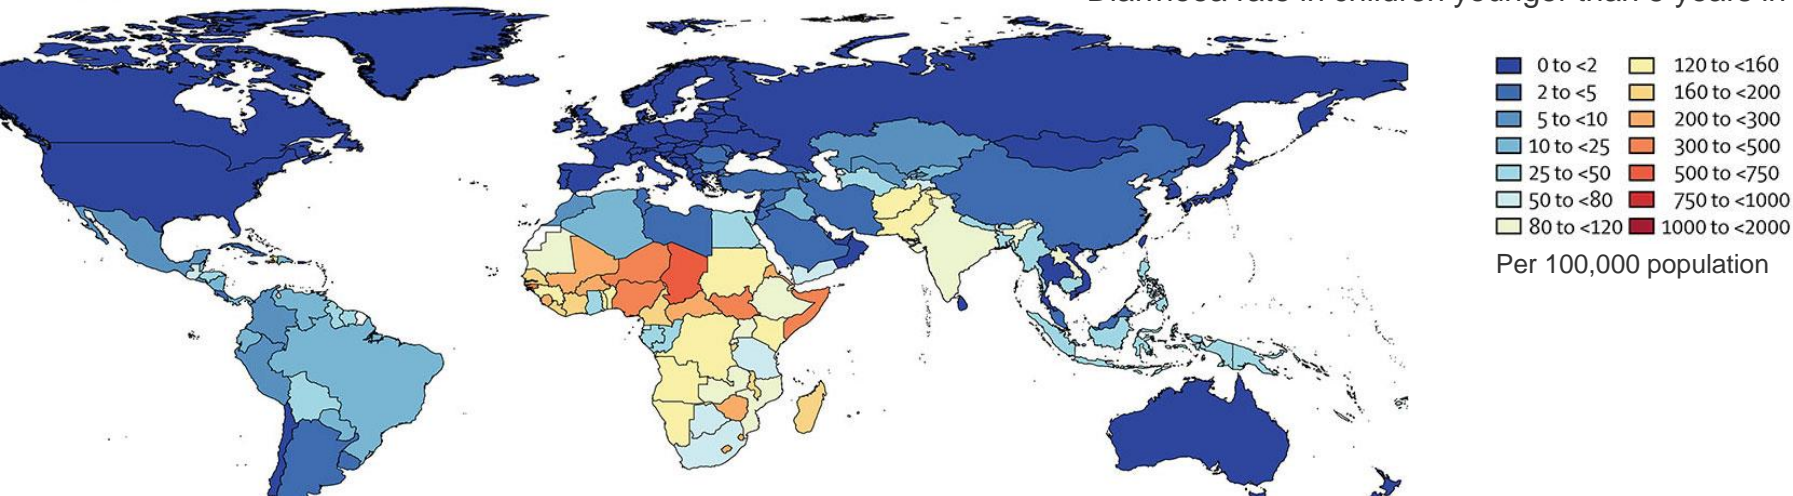 Diarrhoea rate in children younger than 5 years in
0 to <2
2 to <5
5 to <10
10 to <25
25 to <50
50 to <80
80 to <120
120 to <160
160 to <200
200 to <300
300 to <500
500 to <750
750 to <1000
1000 to <2000
Per 100,000 population